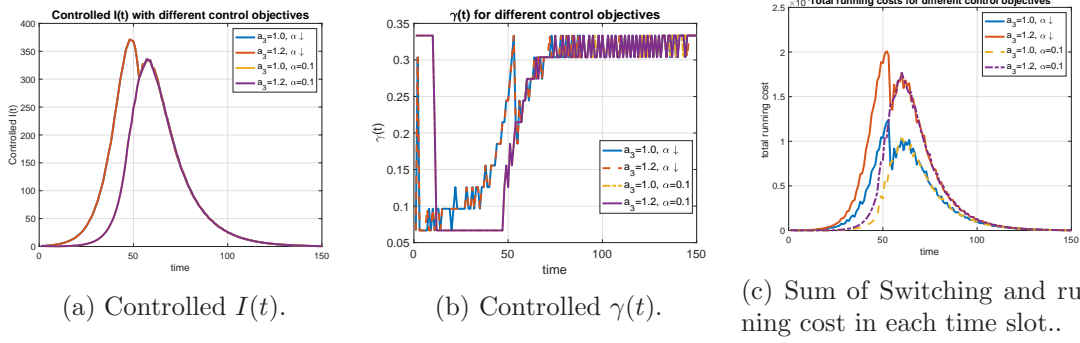 Controlled I(t) with different control objectives
400
350
300
250
200
150
100
50
0
Controlled I(t)
0
50
100
150
time
a3=1.0, α ↓
a3=1.2, α ↓
a3=1.0, α=0.1
a3=1.2, α=0.1
(a) Controlled I(t).
γ(t) for different control objectives
0.35
0.3
0.25
0.2
0.15
0.1
0.05
γ(t)
0
50
100
150
time
a3=1.0, α ↓
a3=1.2, α ↓
a3=1.0, α=0.1
a3=1.2, α=0.1
(b) Controlled γ(t).
Total running costs for different control objectives
2.5
2
1.5
1
0.5
0
total running cost
0
50
100
150
time
a3=1.0, α ↓
a3=1.2, α ↓
a3=1.0, α=0.1
a3=1.2, α=0.1
(c) Sum of Switching and ru
ning cost in each time slot..